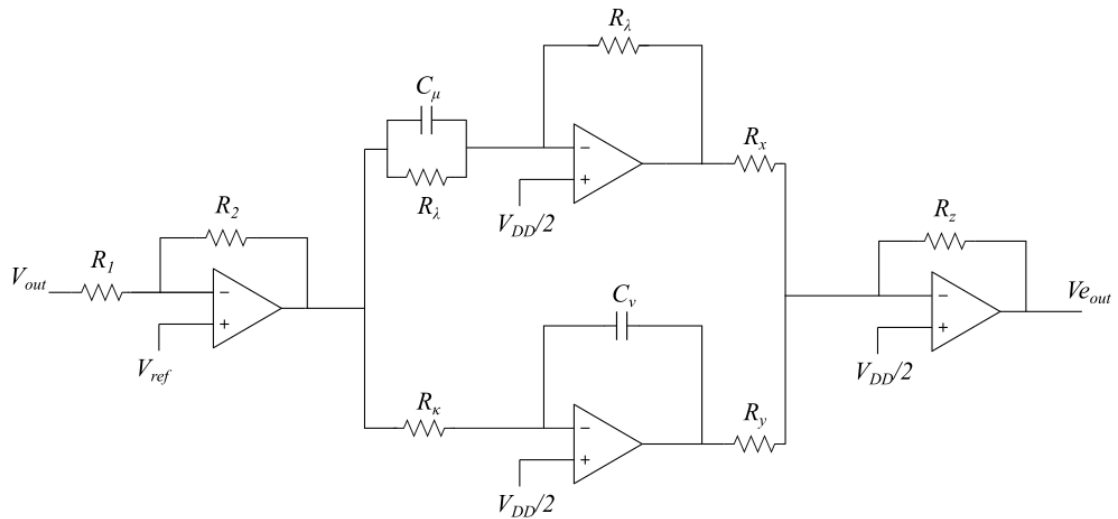 R_λ
C_μ
R_x
R_λ
V_DD/2
R_2
R_z
R_1
V_out
Ve_out
C_ν
V_ref
V_DD/2
R_κ
R_y
V_DD/2